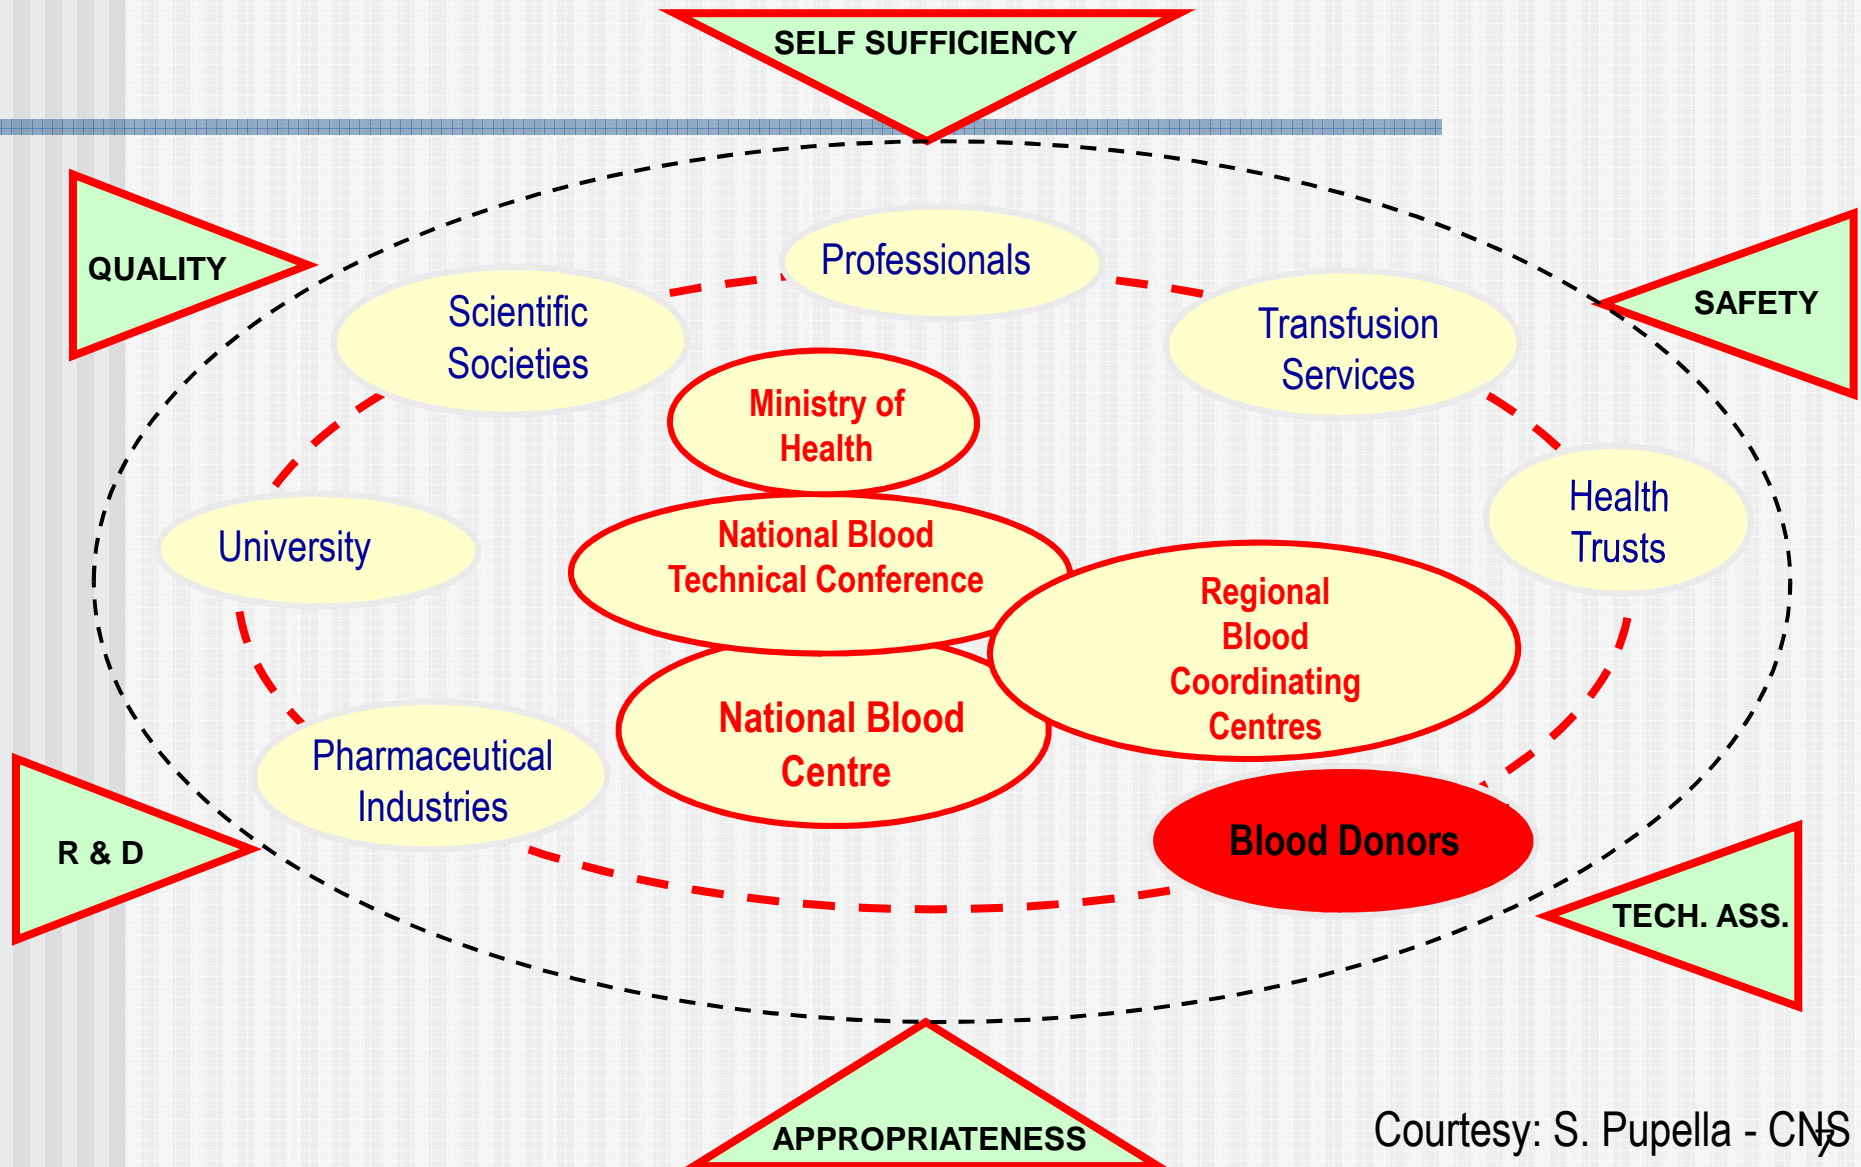 SELF SUFFICIENCY
QUALITY
SAFETY
Professionals
Scientific
Societies
Transfusion
Services
Ministry of
Health
Health
Trusts
University
National Blood
Technical Conference
Regional
Blood
Coordinating
Centres
National Blood
Centre
Pharmaceutical
Industries
Blood Donors
R & D
TECH. ASS.
APPROPRIATENESS
Courtesy: S. Pupella - CNS
7